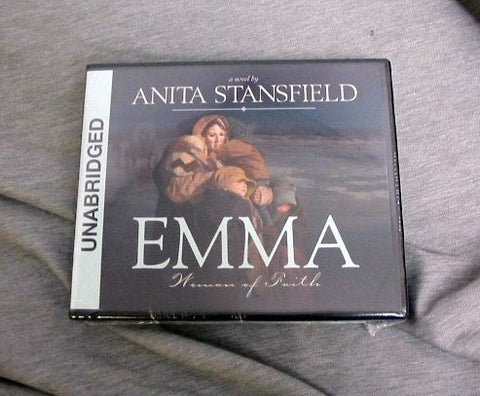 a novel by
ANITA STANSFIELD
UNABRIDGED
EMMA
Woman of Faith